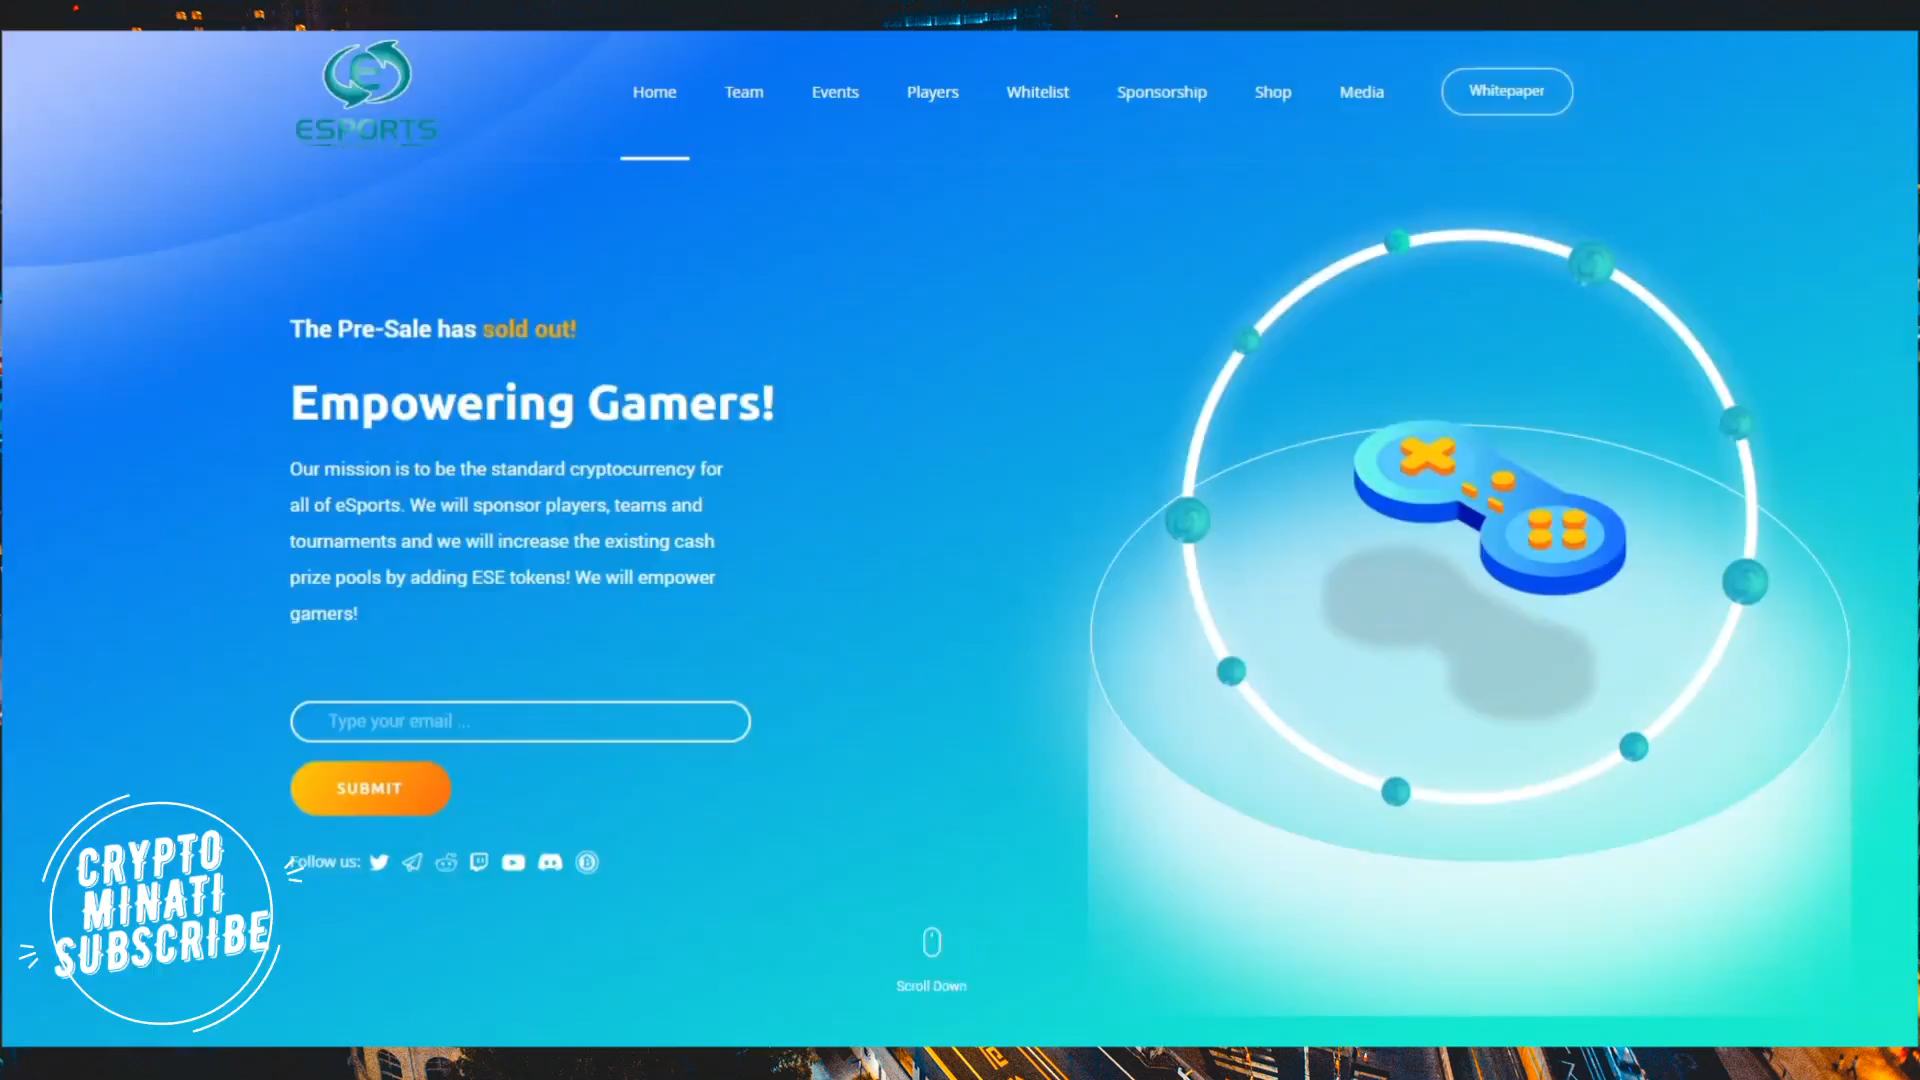 E
ESPORTS
Home Team Events Players Whitelist Sponsorship Shop Media Whitepaper
The Pre-Sale has sold out!
Empowering Gamers!
Our mission is to be the standard cryptocurrency for
all of eSports. We will sponsor players, teams and
tournaments and we will increase the existing cash
prize pools by adding ESE tokens! We will empower
gamers!
Type your email ...
SUBMIT
Follow us:
CRYPTO
MINATI
SUBSCRIBE
Scroll Down